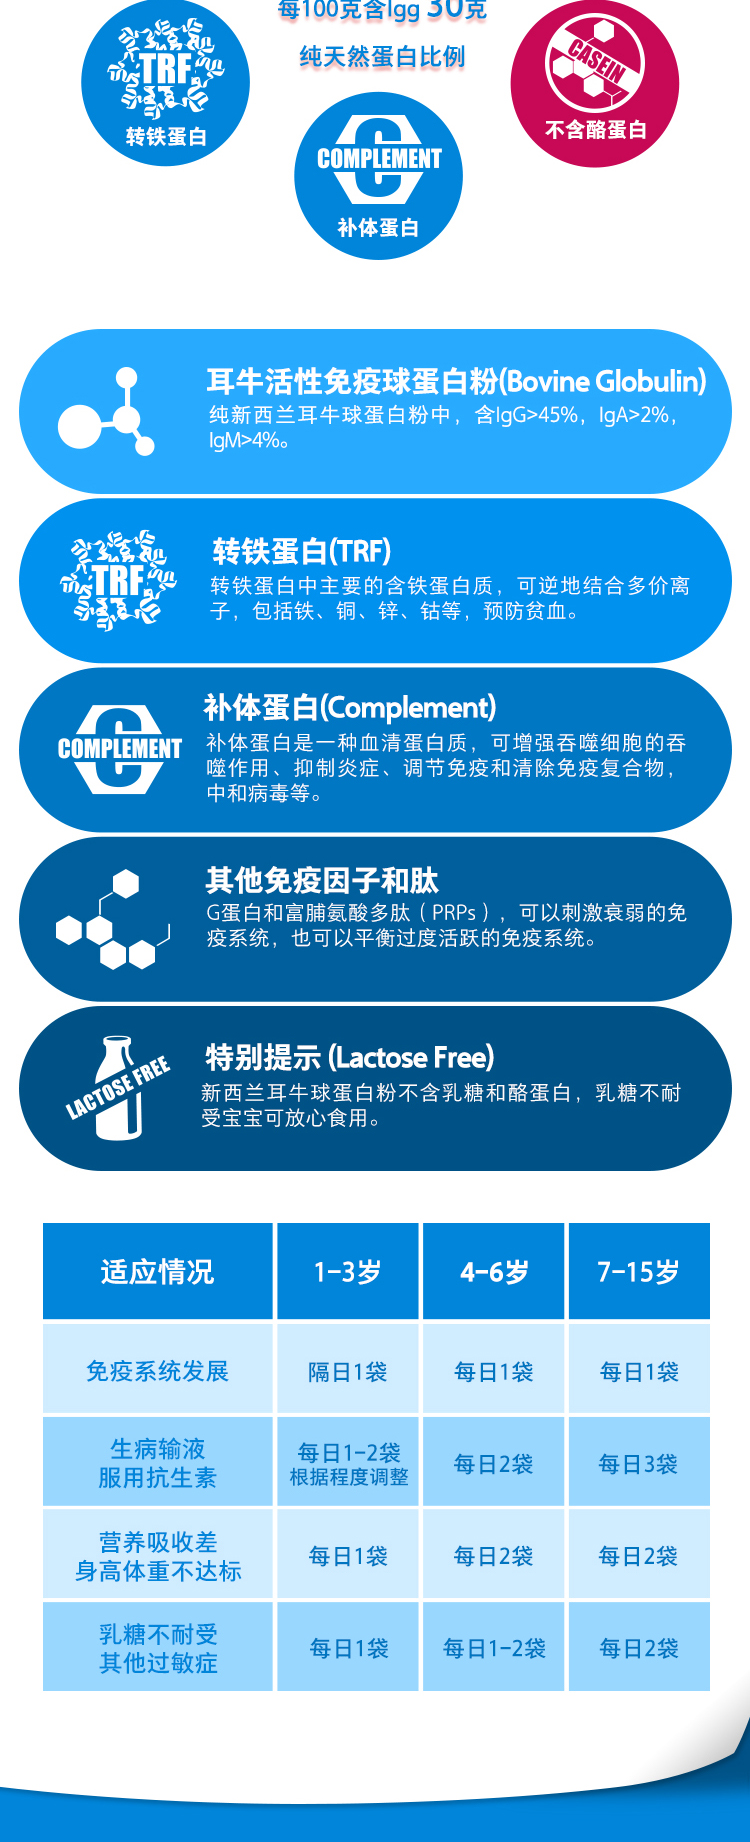 每100克含Igg 30克
纯天然蛋白比例
TRF
转铁蛋白
CASEIN
不含酪蛋白
C
COMPLEMENT
补体蛋白
耳牛活性免疫球蛋白粉(Bovine Globulin)
纯新西兰耳牛球蛋白粉中，含IgG>45%，IgA>2%，
IgM>4%。
TRF
转铁蛋白(TRF)
转铁蛋白中主要的含铁蛋白质，可逆地结合多价离
子，包括铁、铜、锌、钴等，预防贫血。
C
COMPLEMENT
补体蛋白(Complement)
补体蛋白是一种血清蛋白质，可增强吞噬细胞的吞
噬作用、抑制炎症、调节免疫和清除免疫复合物，
中和病毒等。
其他免疫因子和肽
G蛋白和富脯氨酸多肽（PRPs），可以刺激衰弱的免
疫系统，也可以平衡过度活跃的免疫系统。
LACTOSE FREE
特别提示 (Lactose Free)
新西兰耳牛球蛋白粉不含乳糖和酪蛋白，乳糖不耐
受宝宝可放心食用。
适应情况 1-3岁 4-6岁 7-15岁
免疫系统发展 隔日1袋 每日1袋 每日1袋
生病输液
服用抗生素
每日1-2袋
根据程度调整
每日2袋 每日3袋
营养吸收差
身高体重不达标
每日1袋 每日2袋 每日2袋
乳糖不耐受
其他过敏症
每日1袋 每日1-2袋 每日2袋